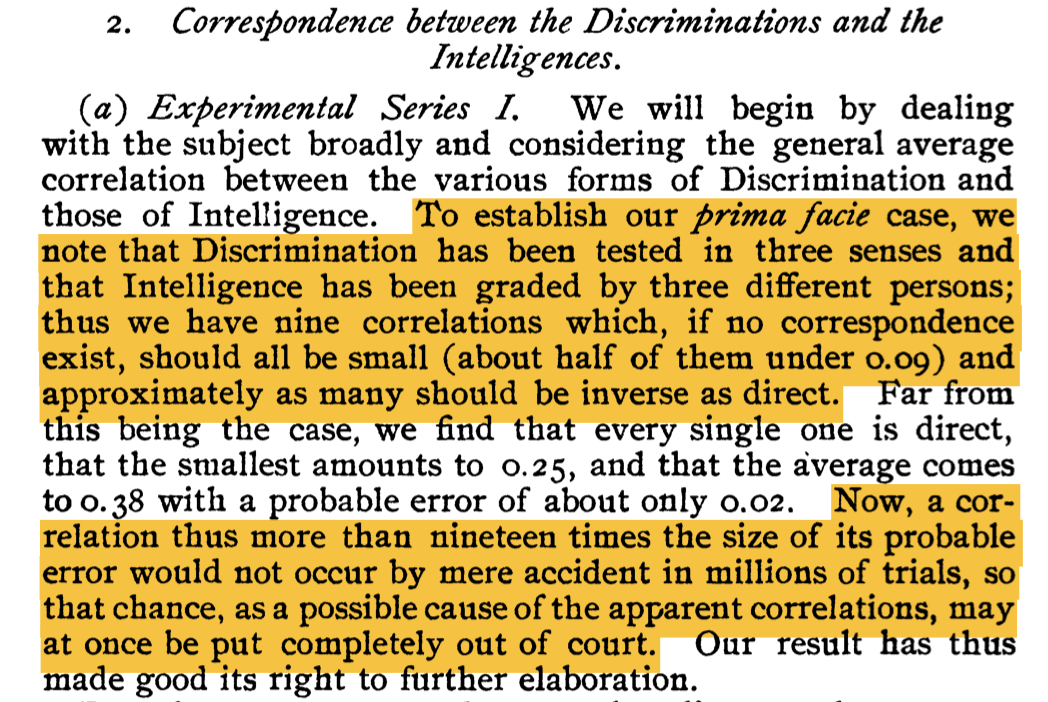 2. Correspondence between the Discriminations and the
Intelligences.
(a) Experimental Series I. We will begin by dealing
with the subject broadly and considering the general average
correlation between the various forms of Discrimination and
those of Intelligence. To establish our prima facie case, we
note that Discrimination has been tested in three senses and
that Intelligence has been graded by three different persons;
thus we have nine correlations which, if no correspondence
exist, should all be small (about half of them under 0.09) and
approximately as many should be inverse as direct. Far from
this being the case, we find that every single one is direct,
that the smallest amounts to 0.25, and that the average comes
to 0.38 with a probable error of about only 0.02. Now, a cor-
relation thus more than nineteen times the size of its probable
error would not occur by mere accident in millions of trials, so
that chance, as a possible cause of the apparent correlations, may
at once be put completely out of court. Our result has thus
made good its right to further elaboration.